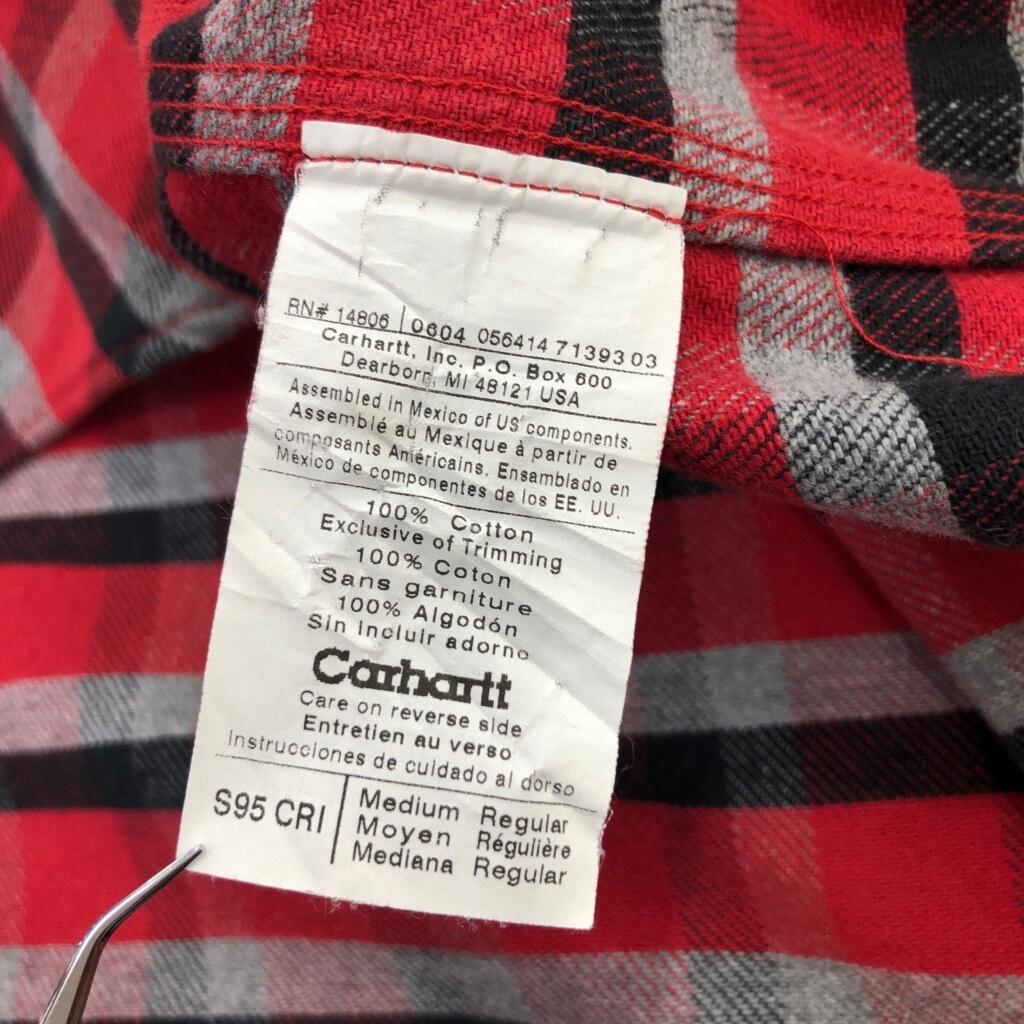 RN# 14806 | 0604 056414 71393 03
Carhartt, Inc. P.O. Box 600
Dearborn, MI 48121 USA
Assembled in Mexico of US components.
Assemblé au Mexique à partir de
composants Américains. Ensamblado en
México de componentes de los EE. UU.
100% Cotton
Exclusive of Trimming
100% Coton
Sans garniture
100% Algodón
Sin incluir adorno
Carhartt
Care on reverse side
Entretien au verso
Instrucciones de cuidado al dorso
S95 CRI
Medium Regular
Moyen Régulière
Mediana Regular